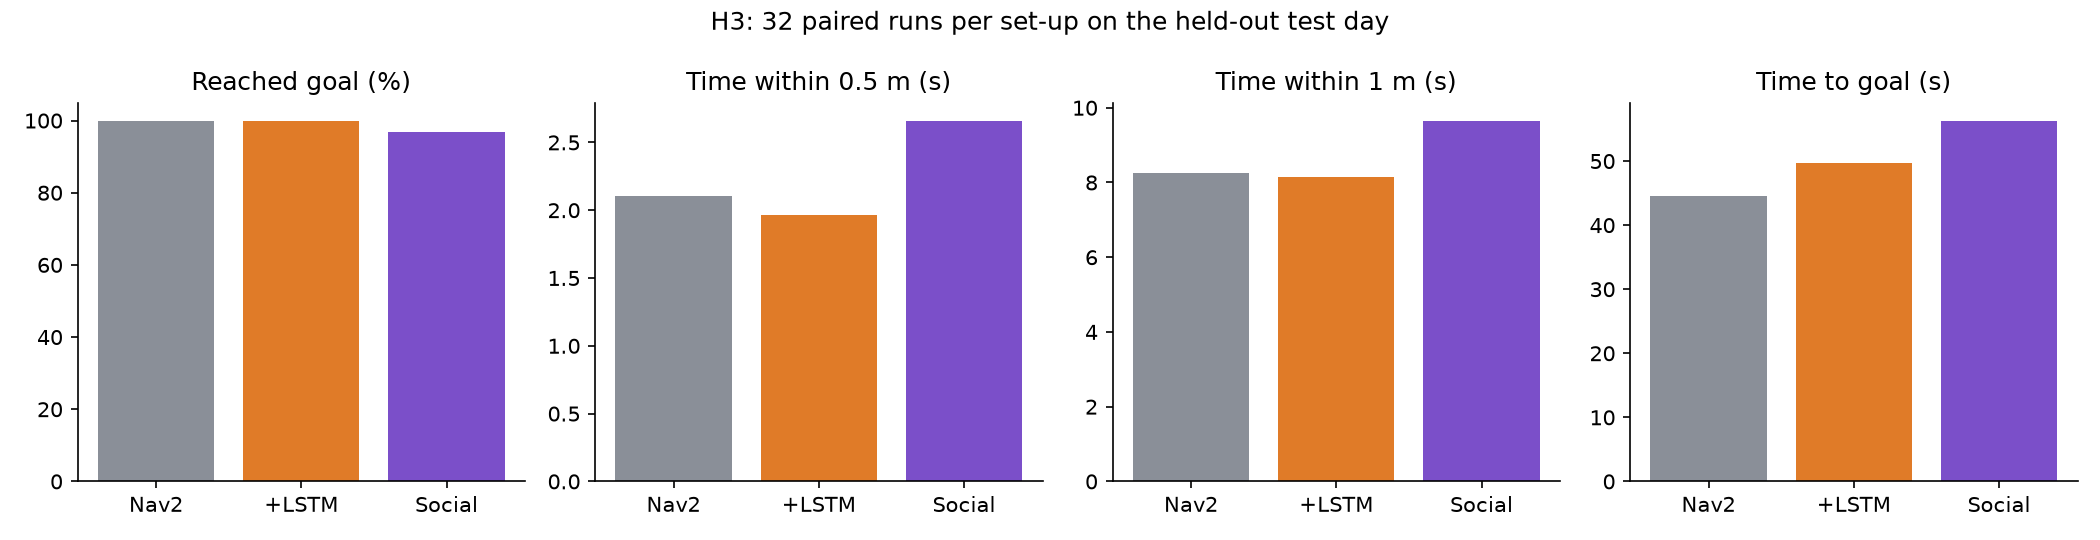 H3: 32 paired runs per set-up on the held-out test day
Reached goal (%)
100
80
60
40
20
0
Nav2 +LSTM Social
Time within 0.5 m (s)
2.5
2.0
1.5
1.0
0.5
0.0
Nav2 +LSTM Social
Time within 1 m (s)
10
8
6
4
2
0
Nav2 +LSTM Social
Time to goal (s)
50
40
30
20
10
0
Nav2 +LSTM Social